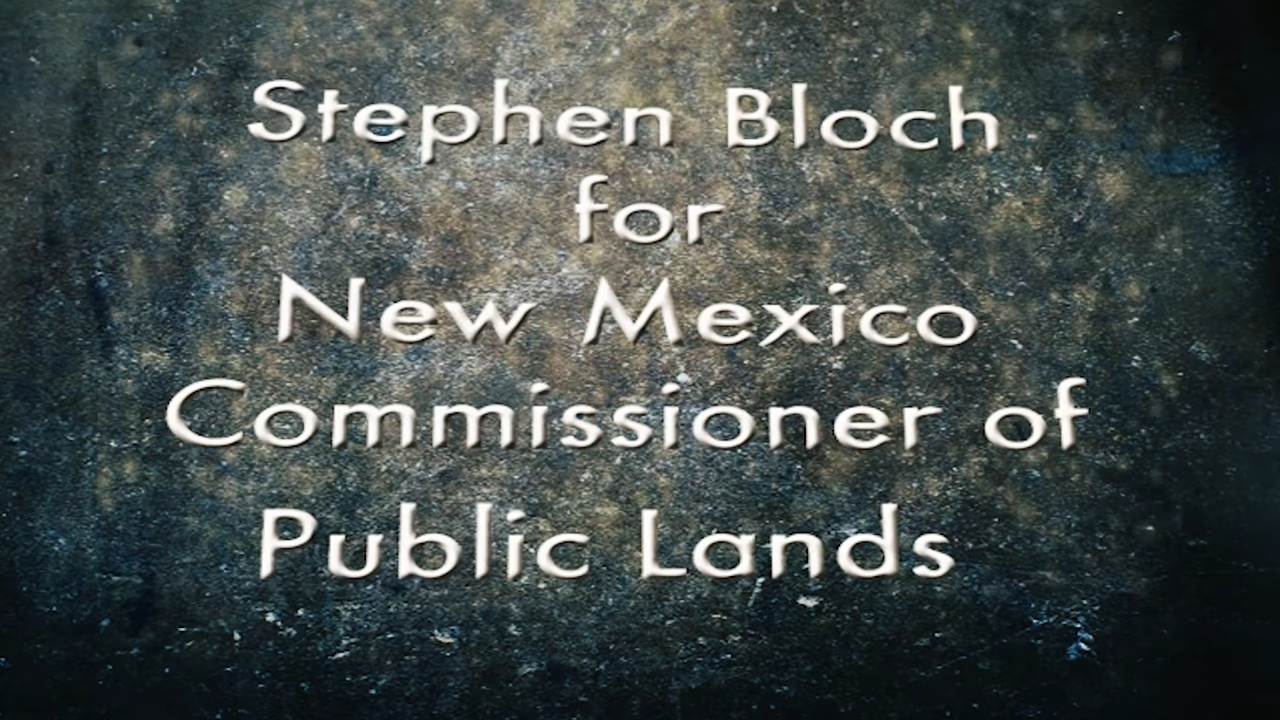 Stephen Bloch
for
New Mexico
Commissioner of
Public Lands